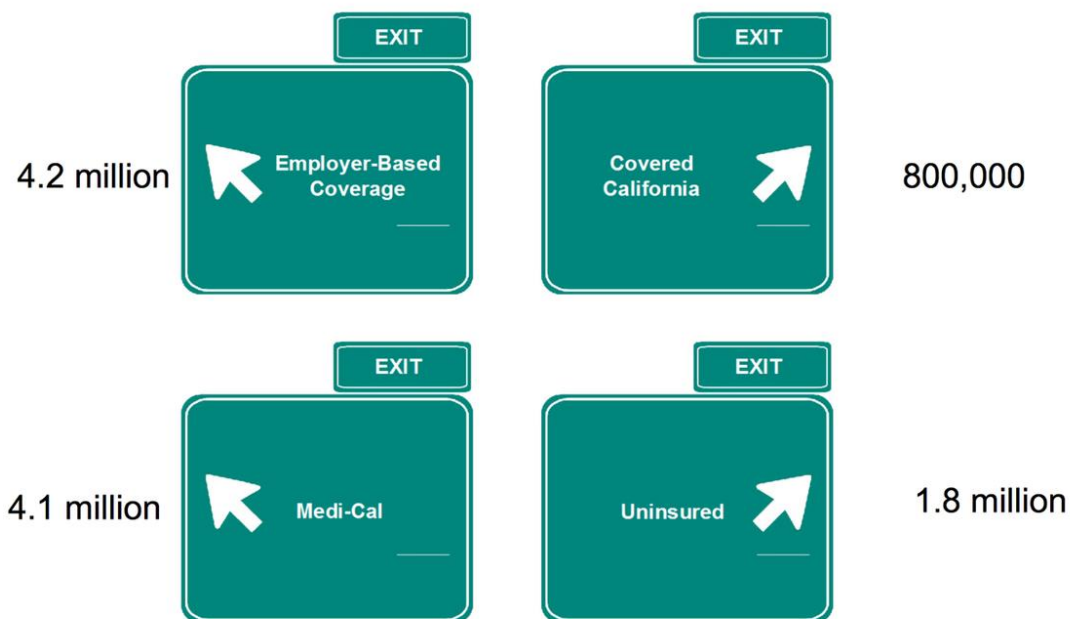 EXIT
EXIT
4.2 million
Employer-Based
Coverage
Covered
California
800,000
EXIT
EXIT
4.1 million
Medi-Cal
Uninsured
1.8 million